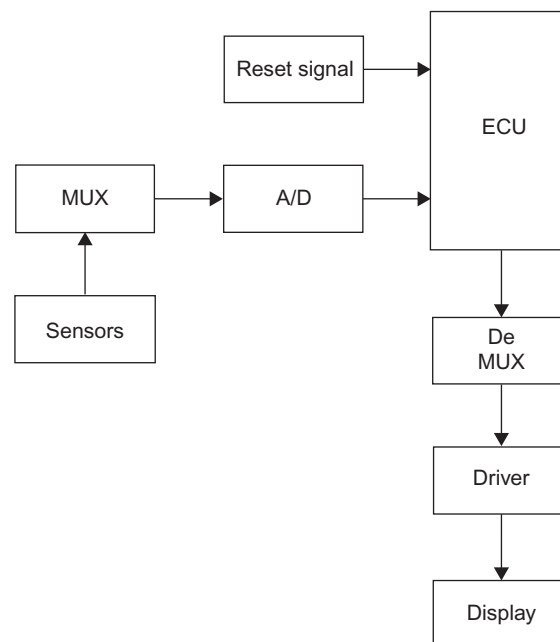 Reset signal
ECU
MUX
A/D
Sensors
De
MUX
Driver
Display